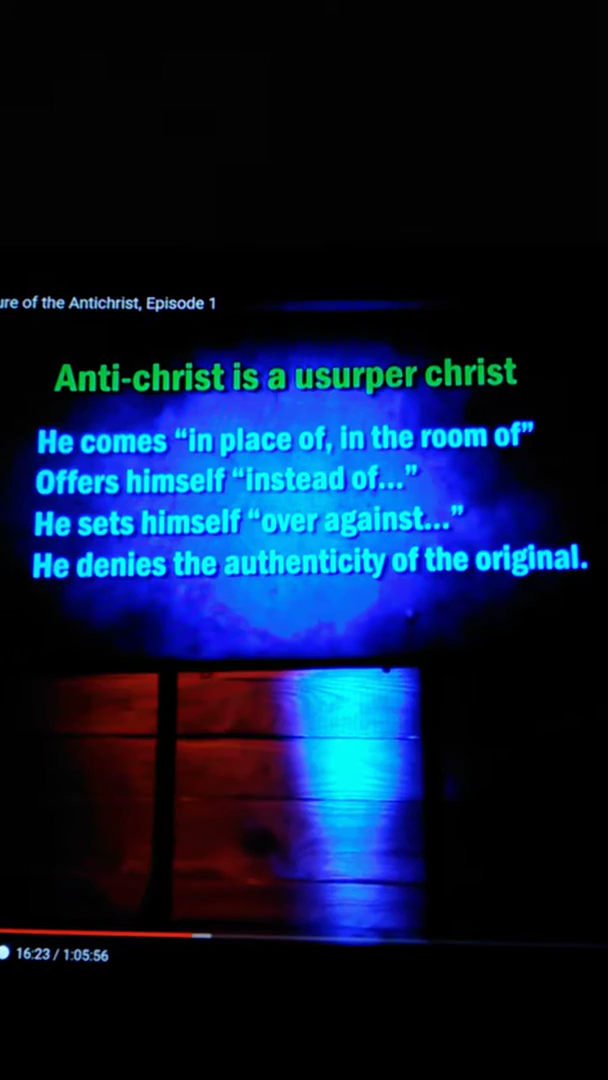 ure of the Antichrist, Episode 1
Anti-christ is a usurper christ
He comes “in place of, in the room of”
Offers himself “instead of...”
He sets himself “over against...”
He denies the authenticity of the original.
16:23 / 1:05:56